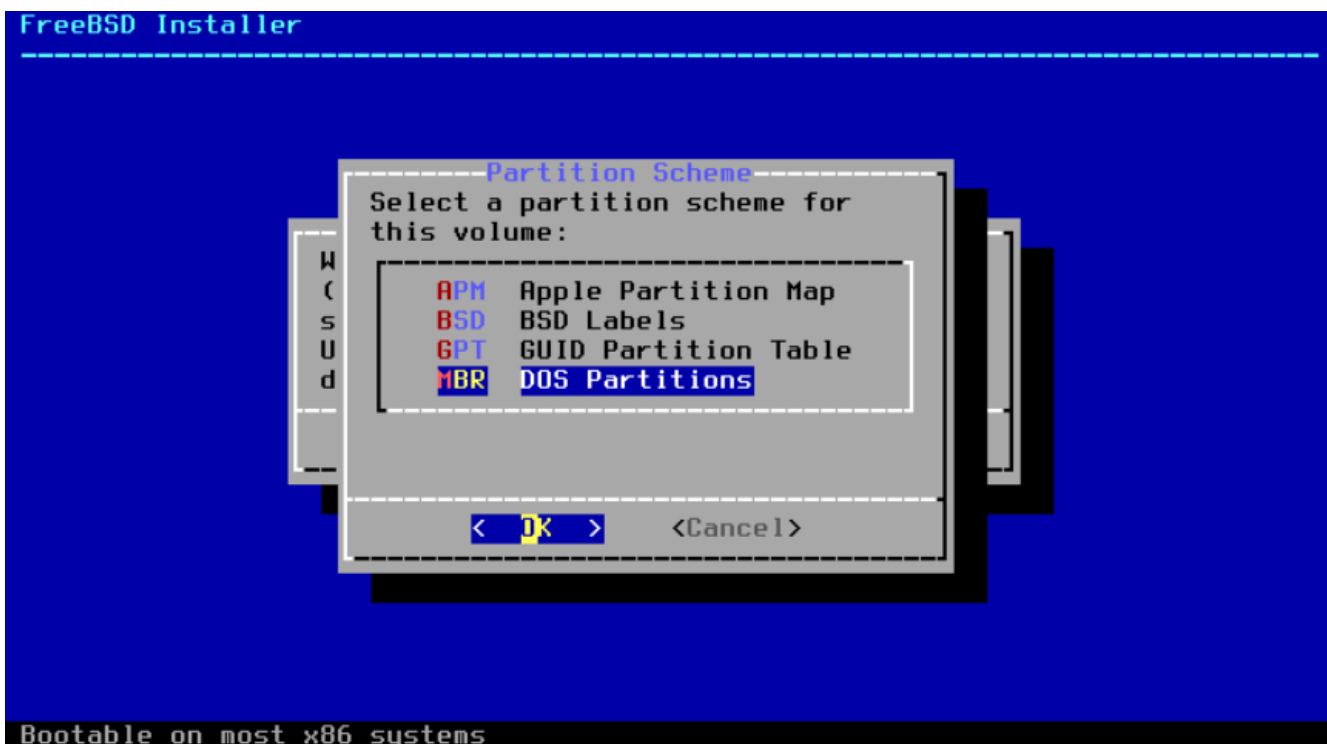 FreeBSD Installer
Partition Scheme
Select a partition scheme for
this volume:
W
(
s
U
d
APM Apple Partition Map
BSD BSD Labels
GPT GUID Partition Table
MBR DOS Partitions
< OK > <Cancel>
Bootable on most x86 systems